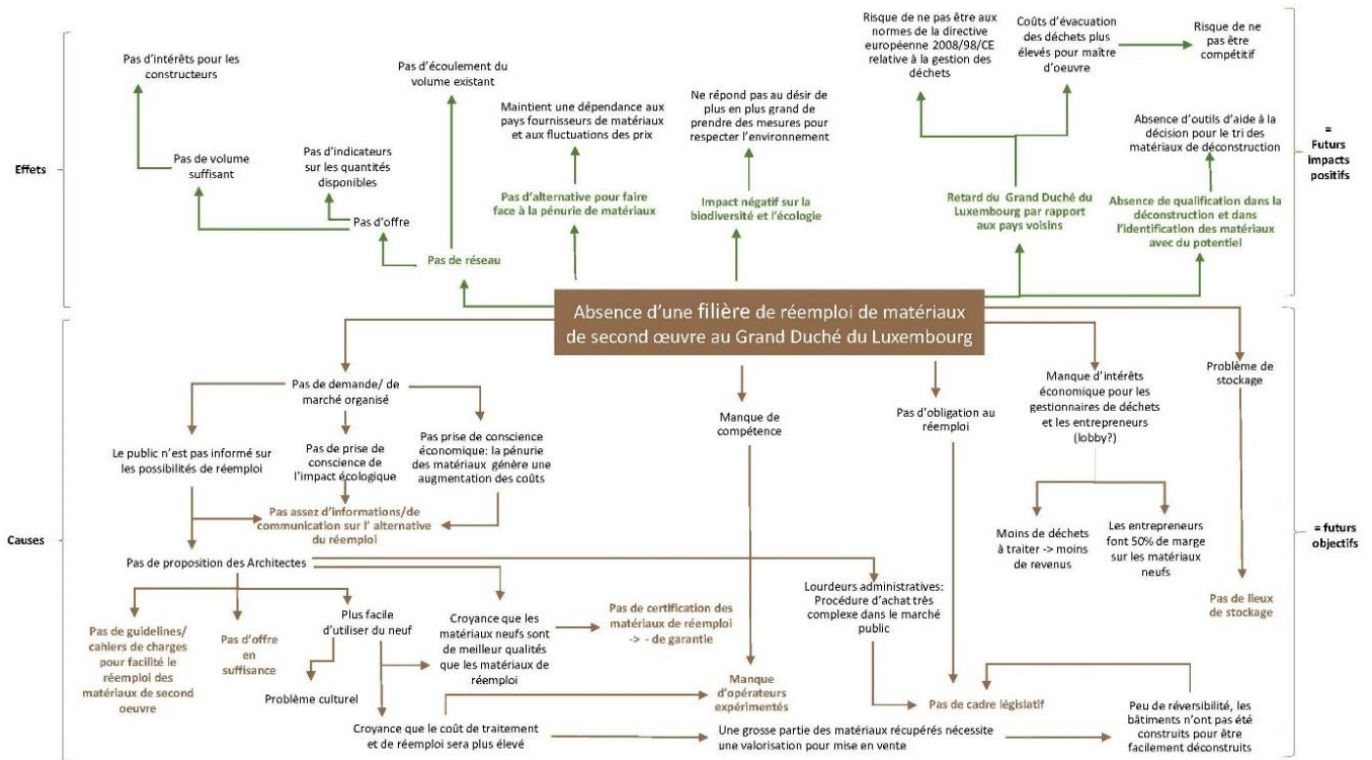 Risque de ne pas être aux
normes de la directive
européenne 2008/98/CE
relative à la gestion des
déchets
Coûts d'évacuation
des déchets plus
élevés pour maître
d'oeuvre
Risque de ne
pas être
compétitif
Pas d'intérêts pour les
constructeurs
Pas d'écoulement du
volume existant
Maintient une dépendance aux
pays fournisseurs de matériaux
et aux fluctuations des prix
Ne répond pas au désir de
plus en plus grand de
prendre des mesures pour
respecter l'environnement
Absence d'outils d'aide à la
décision pour le tri des
matériaux de déconstruction
Effets
= 
Futurs
impacts
positifs
Pas de volume
suffisant
Pas d'indicateurs
sur les quantités
disponibles
Pas d'offre
Pas de réseau
Pas d'alternative pour faire
face à la pénurie de matériaux
Impact négatif sur la
biodiversité et l'écologie
Retard du Grand Duché du
Luxembourg par rapport
aux pays voisins
Absence de qualification dans la
déconstruction et dans
l'identification des matériaux
avec du potentiel
Absence d'une filière de réemploi de matériaux
de second œuvre au Grand Duché du Luxembourg
Pas de demande/ de
marché organisé
Manque de
compétence
Pas d'obligation au
réemploi
Manque d'intérêts
économique pour les
gestionnaires de déchets
et les entrepreneurs
(lobby?)
Problème de
stockage
Le public n'est pas informé sur
les possibilités de réemploi
Pas de prise de
conscience de
l'impact écologique
Pas prise de conscience
économique: la pénurie
des matériaux génère une
augmentation des coûts
Pas assez d'informations/de
communication sur l' alternative
du réemploi
Causes
Moins de déchets
à traiter -> moins
de revenus
Les entrepreneurs
font 50% de marge
sur les matériaux
neufs
= futurs
objectifs
Pas de proposition des Architectes
Pas de guidelines/
cahiers de charges
pour facilité le
réemploi des
matériaux de second
oeuvre
Pas d'offre
en
suffisance
Plus facile
d'utiliser du neuf
Croyance que les
matériaux neufs sont
de meilleur qualités
que les matériaux de
réemploi
Pas de certification des
matériaux de réemploi
-> - de garantie
Lourdeurs administratives:
Procédure d'achat très
complexe dans le marché
public
Pas de lieux
de stockage
Problème culturel
Manque
d'opérateurs
expérimentés
Pas de cadre législatif
Croyance que le coût de traitement
et de réemploi sera plus élevé
Une grosse partie des matériaux récupérés nécessite
une valorisation pour mise en vente
Peu de réversibilité, les
bâtiments n'ont pas été
construits pour être
facilement déconstruits